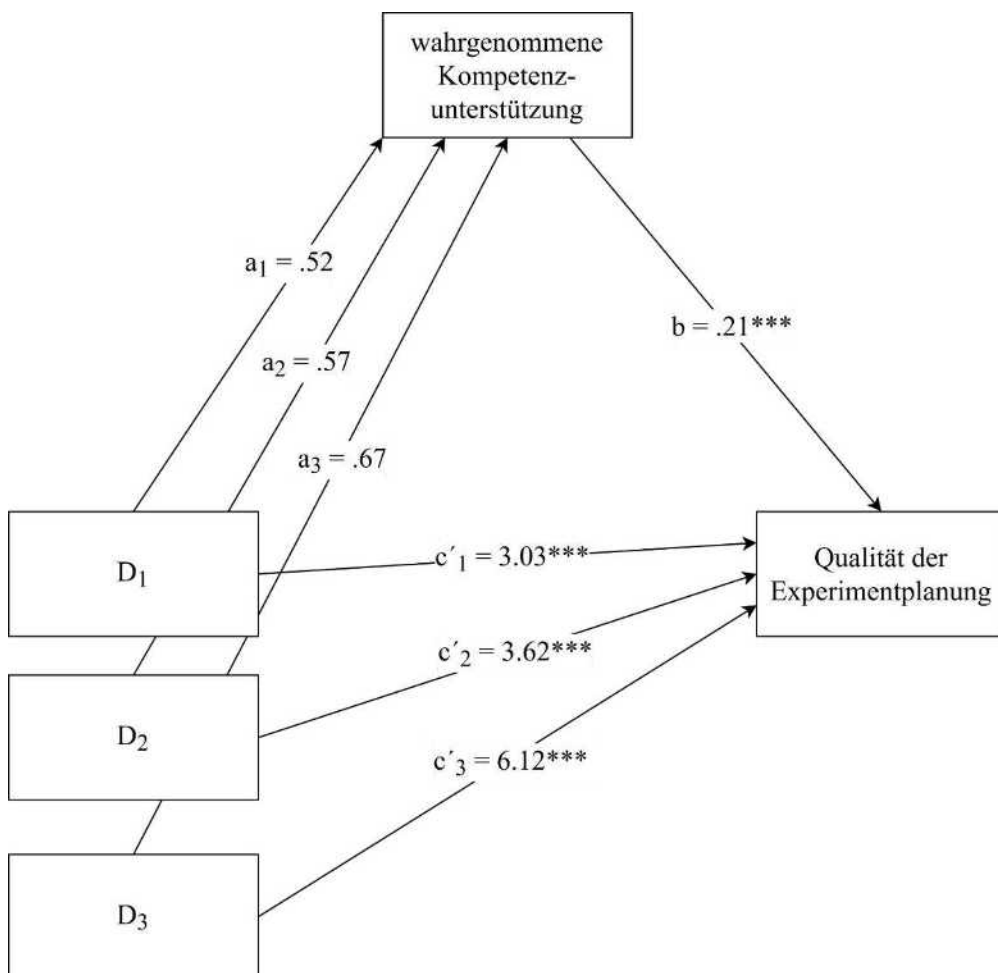 wahrgenommene
Kompetenz-
unterstützung
a₁ = .52
b = .21***
a₂ = .57
a₃ = .67
D₁
c´₁ = 3.03***
Qualität der
Experimentplanung
c´₂ = 3.62***
D₂
c´₃ = 6.12***
D₃